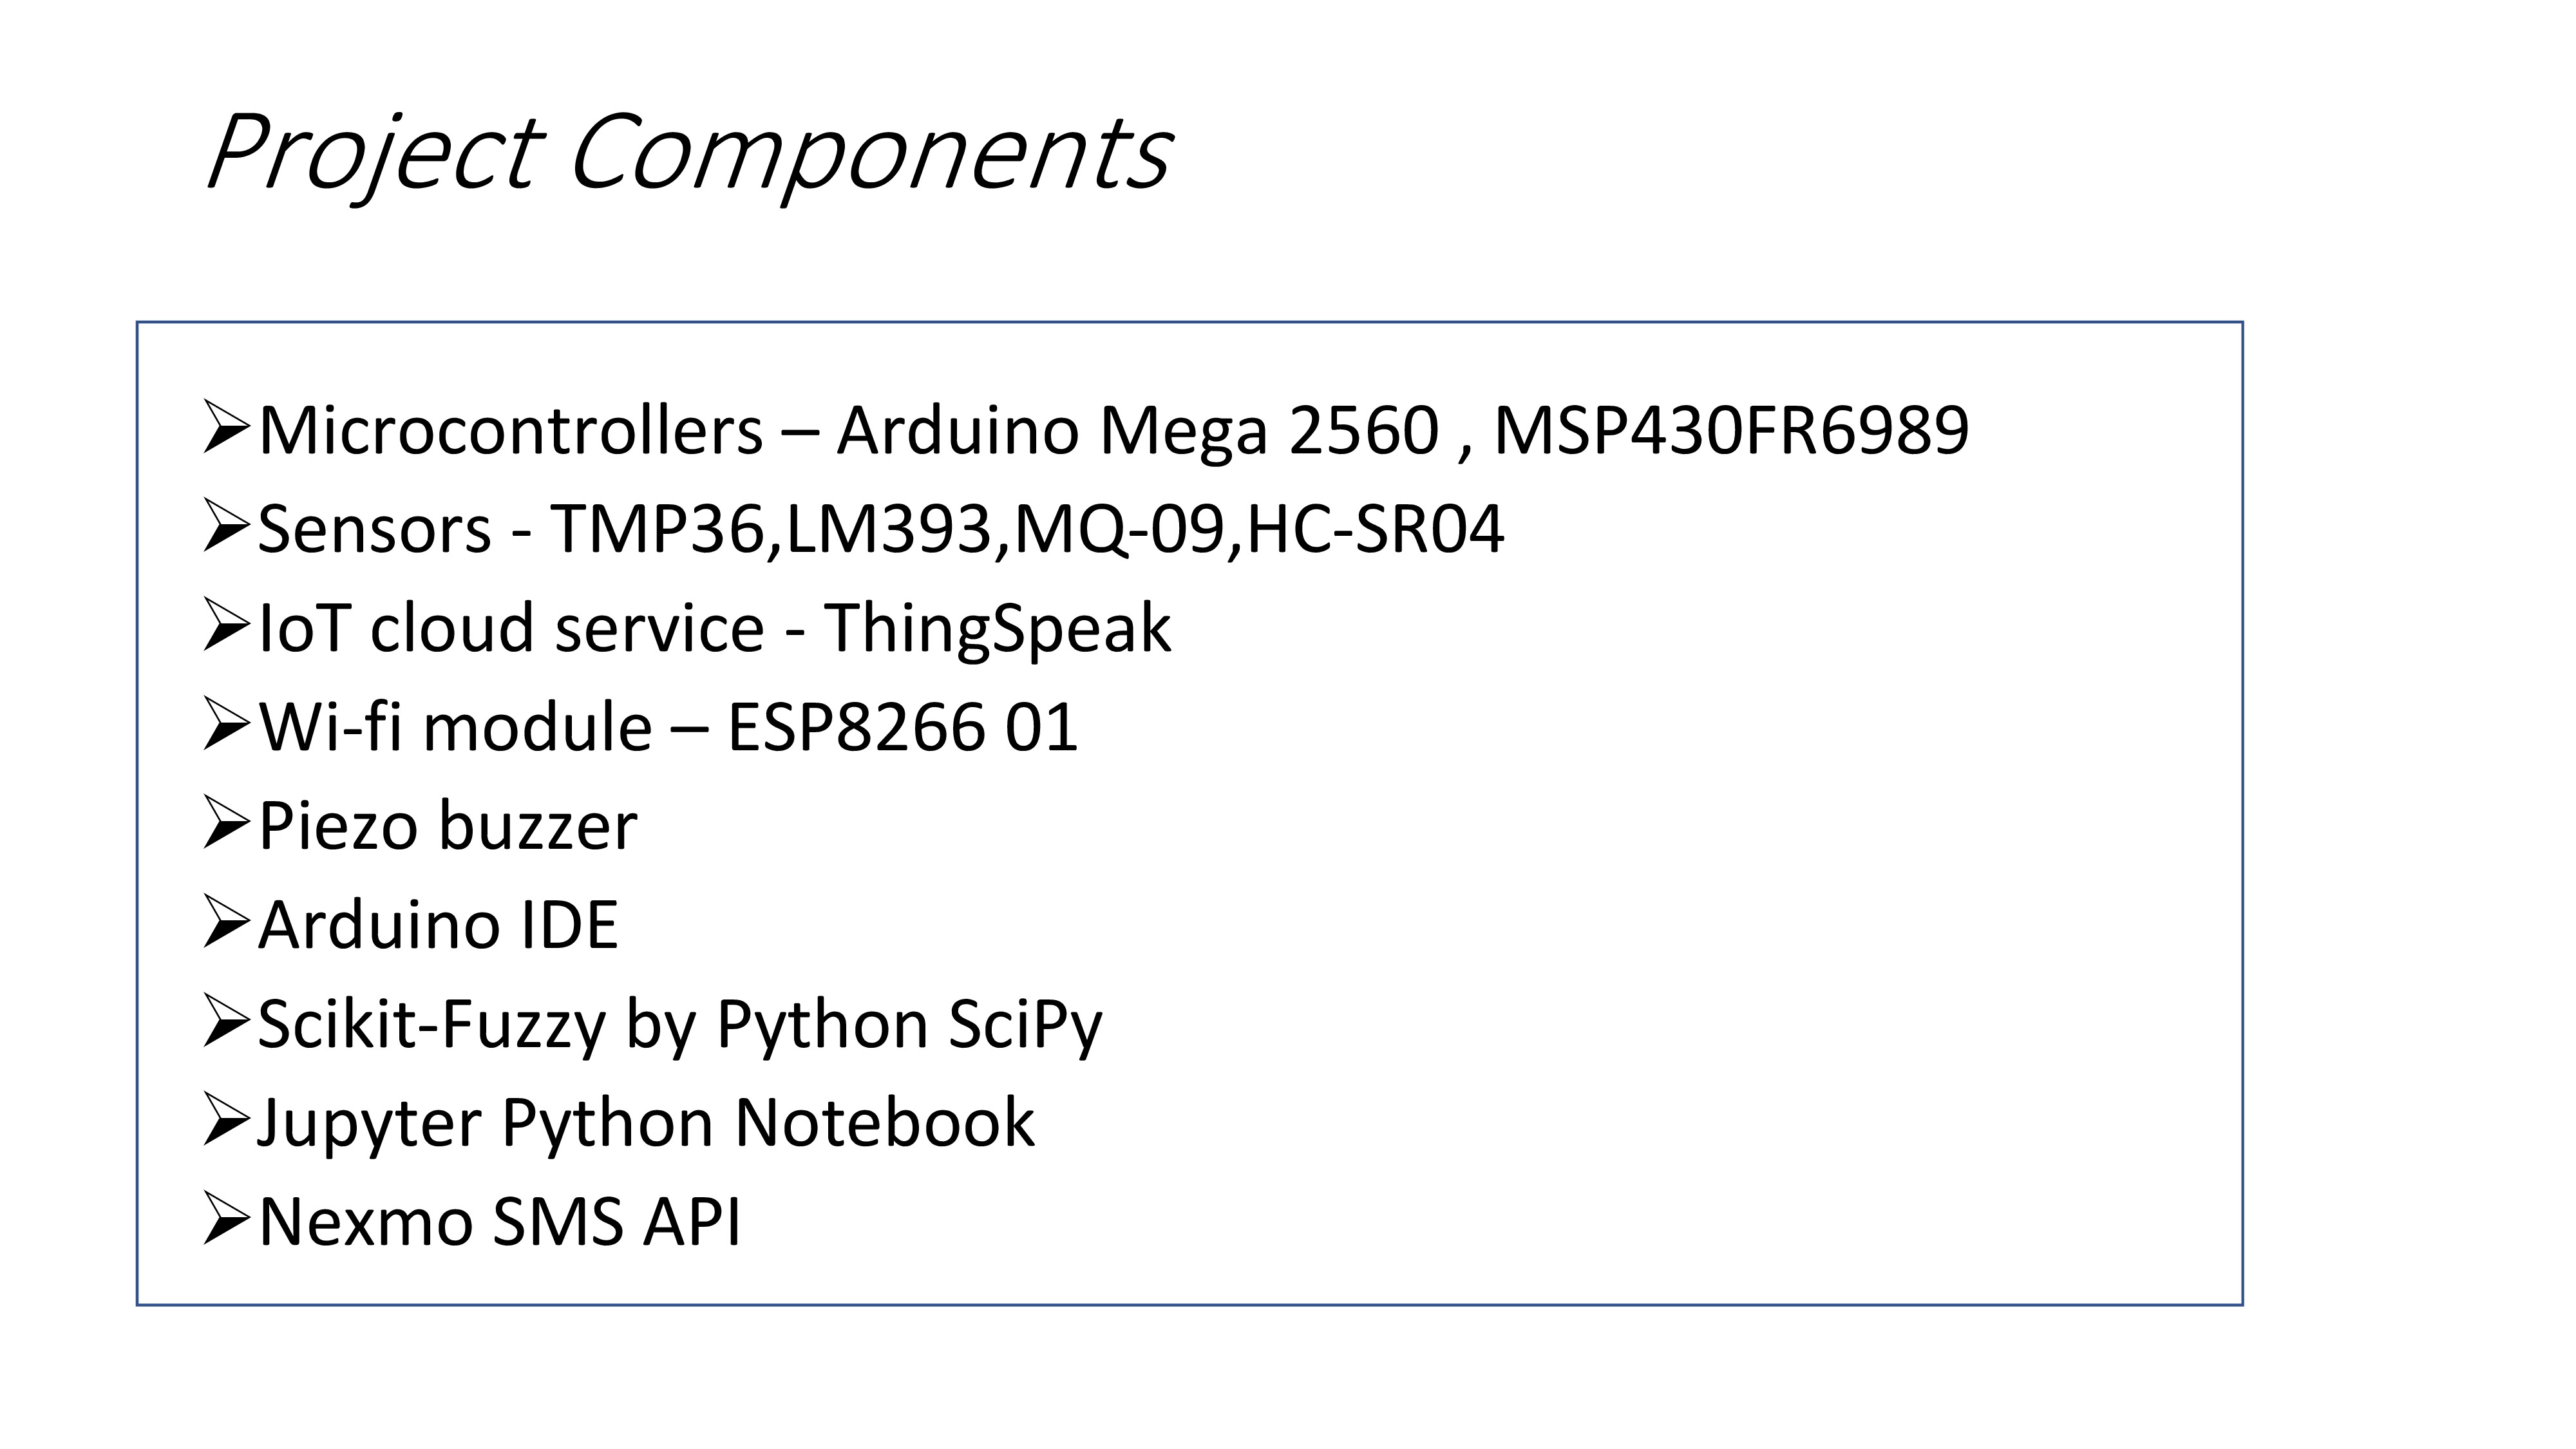 Project Components
➢Microcontrollers – Arduino Mega 2560 , MSP430FR6989
➢Sensors - TMP36,LM393,MQ-09,HC-SR04
➢IoT cloud service - ThingSpeak
➢Wi-fi module – ESP8266 01
➢Piezo buzzer
➢Arduino IDE
➢Scikit-Fuzzy by Python SciPy
➢Jupyter Python Notebook
➢Nexmo SMS API